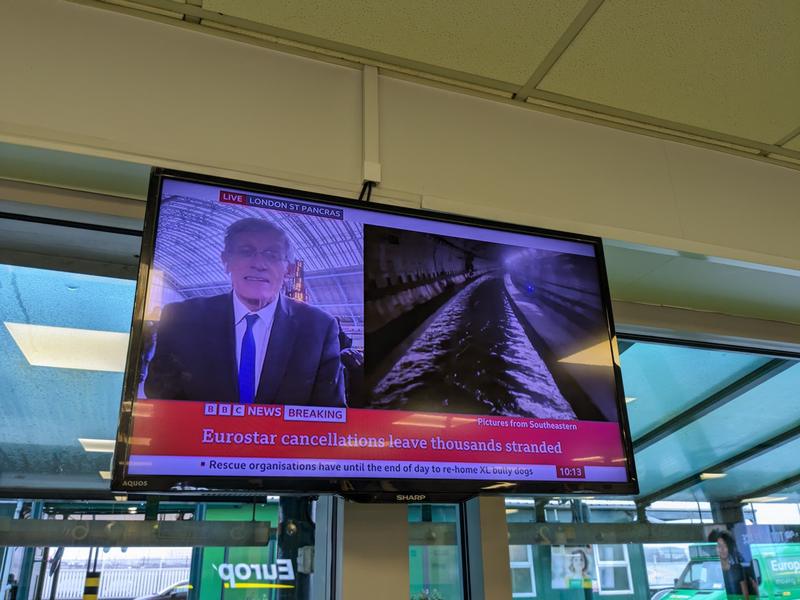 LIVE LONDON ST PANCRAS
BBC NEWS BREAKING
Pictures from Southeastern
Eurostar cancellations leave thousands stranded
Rescue organisations have until the end of day to re-home XL bully dogs 10:13
AQUOS
SHARP
Europ
Europ